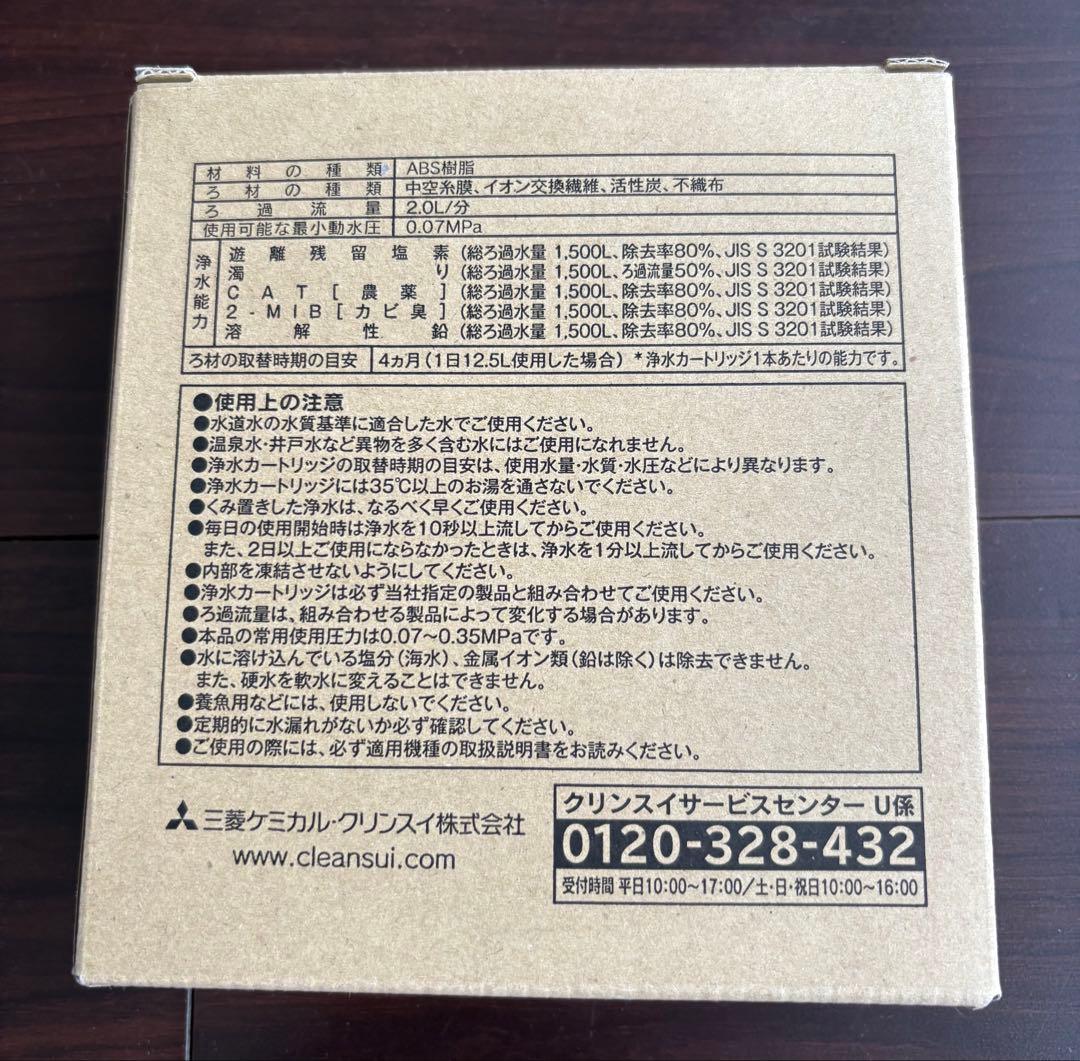 材料の種類 ABS樹脂
ろ材の種類 中空糸膜、イオン交換繊維、活性炭、不織布
ろ過流量 2.0L/分
使用可能な最小動水圧 0.07MPa
浄水能力
遊離残留塩素(総ろ過水量 1,500L、除去率80%、JIS S 3201試験結果)
濁り(総ろ過水量 1,500L、ろ過流量50%、JIS S 3201試験結果)
CAT[農薬](総ろ過水量 1,500L、除去率80%、JIS S 3201試験結果)
2-MIB[カビ臭](総ろ過水量 1,500L、除去率80%、JIS S 3201試験結果)
溶解性鉛(総ろ過水量 1,500L、除去率80%、JIS S 3201試験結果)
ろ材の取替時期の目安 4ヵ月(1日12.5L使用した場合) *浄水カートリッジ1本あたりの能力です。
●使用上の注意
●水道水の水質基準に適合した水でご使用ください。
●温泉水・井戸水など異物を多く含む水にはご使用になれません。
●浄水カートリッジの取替時期の目安は、使用水量・水質・水圧などにより異なります。
●浄水カートリッジには35℃以上のお湯を通さないでください。
●くみ置きした浄水は、なるべく早くご使用ください。
●毎日の使用開始時は浄水を10秒以上流してからご使用ください。
また、2日以上ご使用にならなかったときは、浄水を1分以上流してからご使用ください。
●内部を凍結させないようにしてください。
●浄水カートリッジは必ず当社指定の製品と組み合わせてご使用ください。
●ろ過流量は、組み合わせる製品によって変化する場合があります。
●本品の常用使用圧力は0.07〜0.35MPaです。
●水に溶け込んでいる塩分(海水)、金属イオン類(鉛は除く)は除去できません。
また、硬水を軟水に変えることはできません。
●養魚用などには、使用しないでください。
●定期的に水漏れがないか必ず確認してください。
●ご使用の際には、必ず適用機種の取扱説明書をお読みください。
三菱ケミカル・クリンスイ株式会社
www.cleansui.com
クリンスイサービスセンター U係
0120-328-432
受付時間 平日10:00〜17:00/土・日・祝日10:00〜16:00